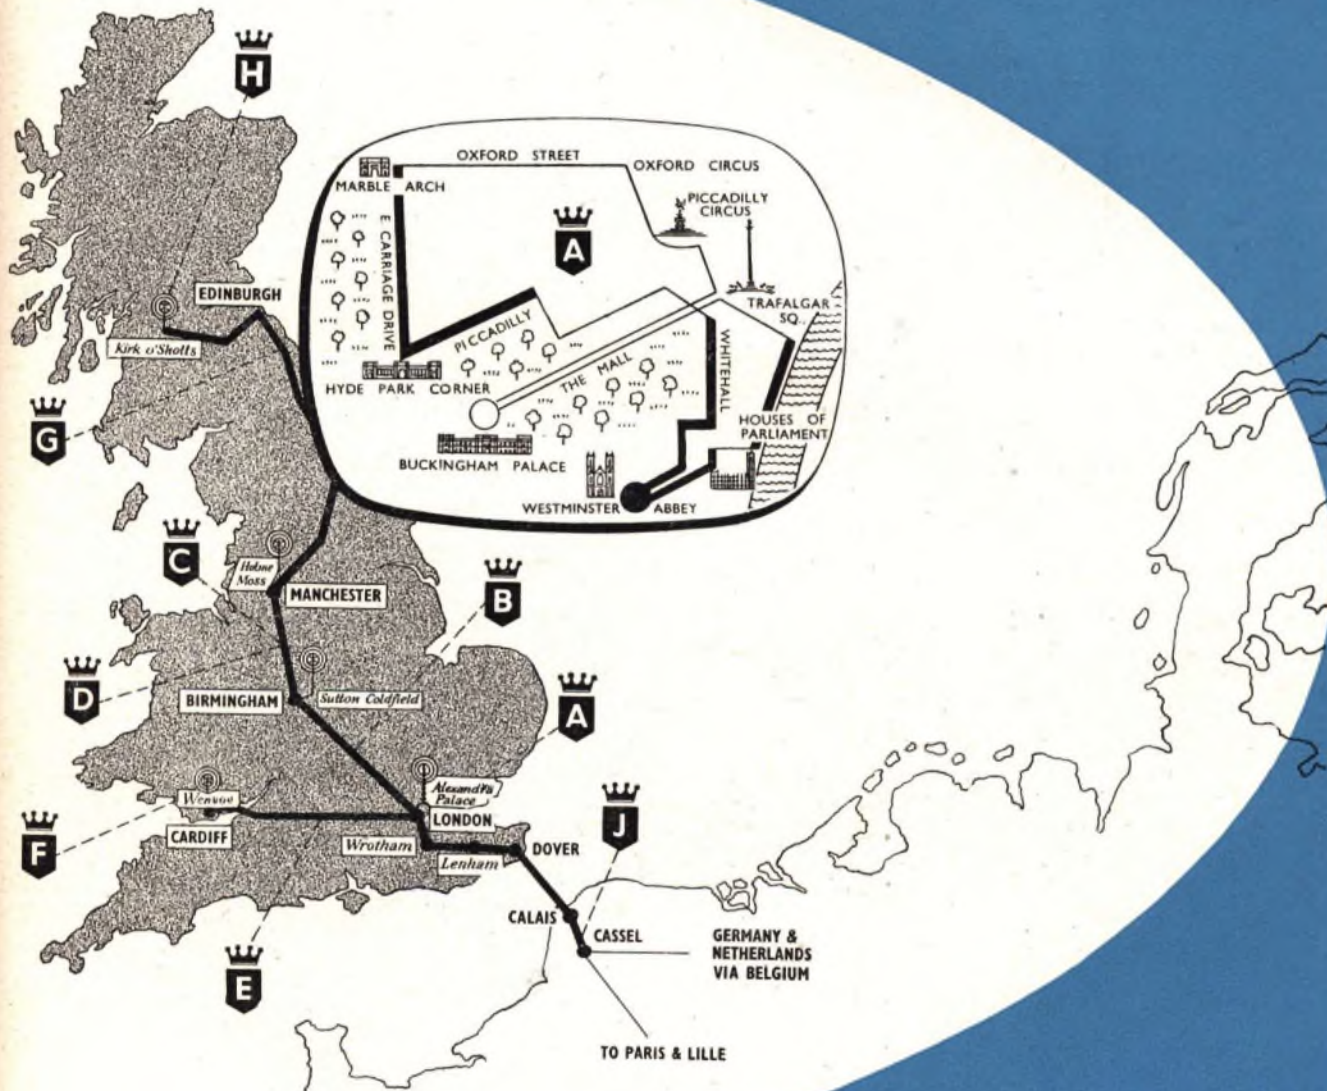 H
OXFORD STREET
OXFORD CIRCUS
MARBLE ARCH
PICCADILLY
CIRCUS
A
E CARRIAGE DRIVE
EDINBURGH
PICCADILLY
TRAFALGAR
SQ.
Kirk o'Shotts
THE MALL
WHITEHALL
HYDE PARK CORNER
G
HOUSES OF
PARLIAMENT
BUCKINGHAM PALACE
WESTMINSTER ABBEY
C
Holme
Moss
MANCHESTER
B
D
BIRMINGHAM
Sutton Coldfield
A
Alexandra
Palace
Wenvoe
LONDON
J
F
CARDIFF
Wrotham
Lenham
DOVER
CALAIS
CASSEL
GERMANY &
NETHERLANDS
VIA BELGIUM
E
TO PARIS & LILLE